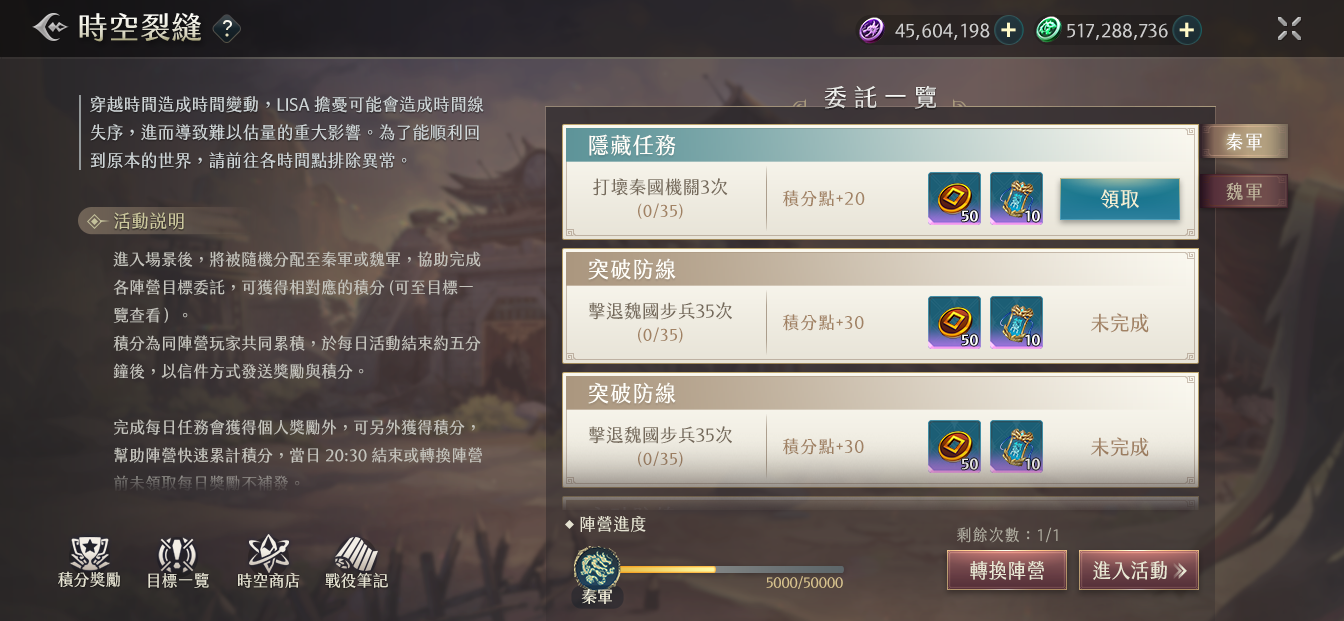 時空裂縫 ?
45,604,198 +
517,288,736 +
穿越時間造成時間變動，LISA 擔憂可能會造成時間線
失序，進而導致難以估量的重大影響。為了能順利回
到原本的世界，請前往各時間點排除異常。
活動説明
進入場景後，將被隨機分配至秦軍或魏軍，協助完成
各陣營目標委託，可獲得相對應的積分 (可至目標一
覽查看）。
積分為同陣營玩家共同累積，於每日活動結束約五分
鐘後，以信件方式發送獎勵與積分。
完成每日任務會獲得個人獎勵外，可另外獲得積分，
幫助陣營快速累計積分，當日 20:30 結束或轉換陣營
前未領取每日獎勵不補發。
積分獎勵
目標一覽
時空商店
戰役筆記
委託一覽
秦軍
魏軍
隱藏任務
打壞秦國機關3次
(0/35)
積分點+20
50
10
領取
突破防線
擊退魏國步兵35次
(0/35)
積分點+30
50
10
未完成
突破防線
擊退魏國步兵35次
(0/35)
積分點+30
50
10
未完成
陣營進度
秦軍
5000/50000
剩餘次數：1/1
轉換陣營
進入活動